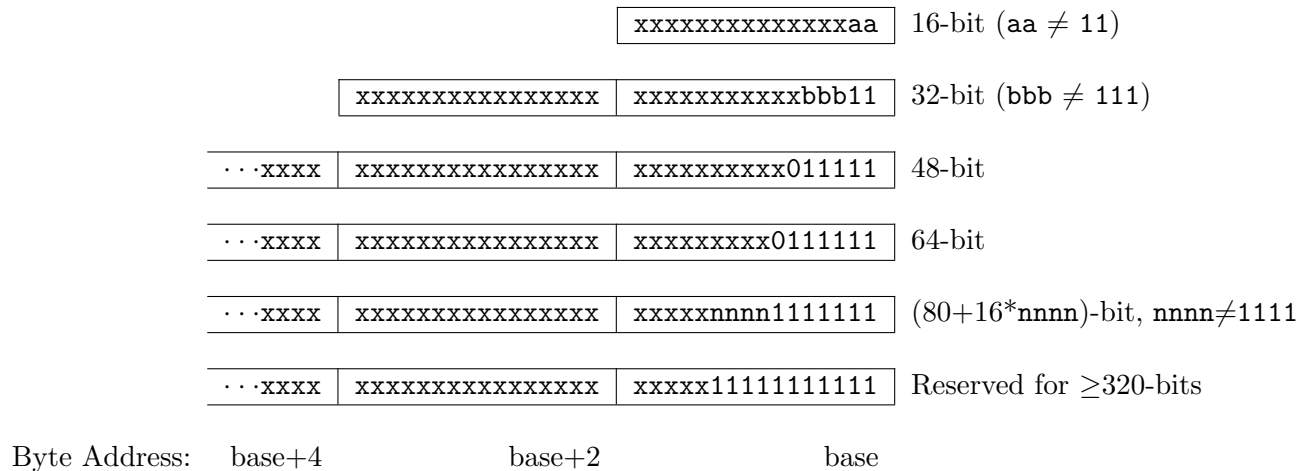 xxxxxxxxxxxxxxaa 16-bit (aa ≠ 11)
xxxxxxxxxxxxxxxx xxxxxxxxxxxbbb11 32-bit (bbb ≠ 111)
···xxxx xxxxxxxxxxxxxxxx xxxxxxxxxx011111 48-bit
···xxxx xxxxxxxxxxxxxxxx xxxxxxxxx0111111 64-bit
···xxxx xxxxxxxxxxxxxxxx xxxxxnnnn1111111 (80+16*nnnn)-bit, nnnn≠1111
···xxxx xxxxxxxxxxxxxxxx xxxxx11111111111 Reserved for ≥320-bits
Byte Address: base+4 base+2 base